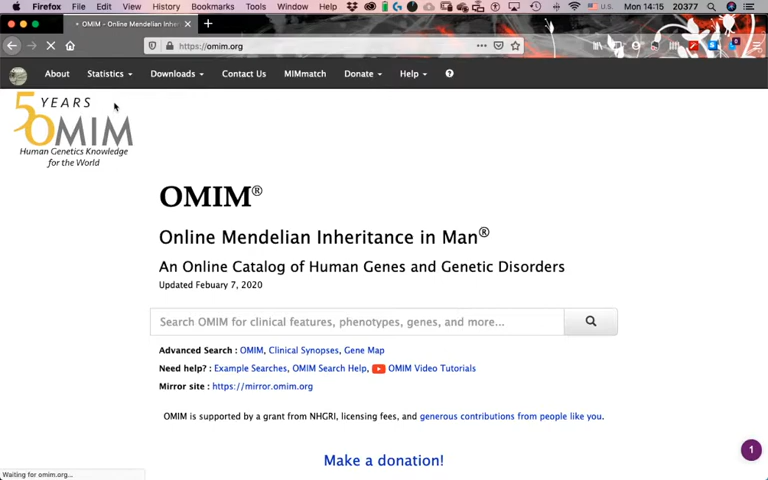 Firefox File Edit View History Bookmarks Tools Window Help U.S. Mon 14:15 20377
OMIM - Online Mendelian Inher
https://omim.org
About Statistics Downloads Contact Us MIMmatch Donate Help
50 YEARS
OMIM
Human Genetics Knowledge
for the World
OMIM®
Online Mendelian Inheritance in Man®
An Online Catalog of Human Genes and Genetic Disorders
Updated Febuary 7, 2020
Search OMIM for clinical features, phenotypes, genes, and more...
Advanced Search : OMIM, Clinical Synopses, Gene Map
Need help? : Example Searches, OMIM Search Help, OMIM Video Tutorials
Mirror site : https://mirror.omim.org
OMIM is supported by a grant from NHGRI, licensing fees, and generous contributions from people like you.
Make a donation!
1
Waiting for omim.org...